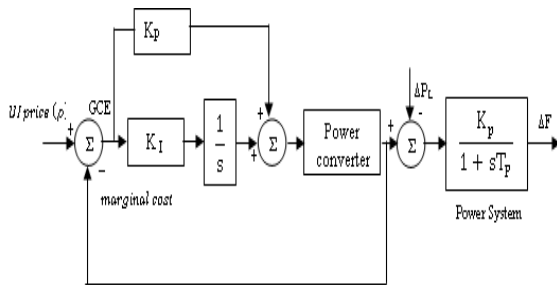 Kp
UI price (ρ)
GCE
+
Σ
-
KI
1
s
+
+
Σ
Power
converter
ΔPL
-
+
Σ
Kp
1 + sTp
ΔF
Power System
marginal cost